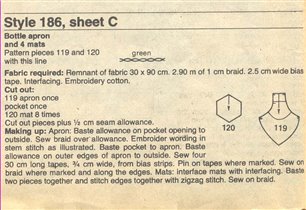 Style 186, sheet C
Bottle apron
and 4 mats
Pattern pieces 119 and 120
with this line
green
Fabric required: Remnant of fabric 30 x 90 cm. 2.90 m of 1 cm braid. 2.5 cm wide bias
tape. Interfacing. Embroidery cotton.
Cut out:
119 apron once
pocket once
120 mat 8 times
Cut out pieces plus ½ cm seam allowance.
Making up: Apron: Baste allowance on pocket opening to
outside. Sew braid over allowance. Embroider wording in
stem stitch as illustrated. Baste pocket to apron. Baste
allowance on outer edges of apron to outside. Sew four
30 cm long tapes, ¾ cm wide, from bias strips. Pin on tapes where marked. Sew on
braid where marked and along the edges. Mats: interface mats with interfacing. Baste
two pieces together and stitch edges together with zigzag stitch. Sew on braid.
120
119